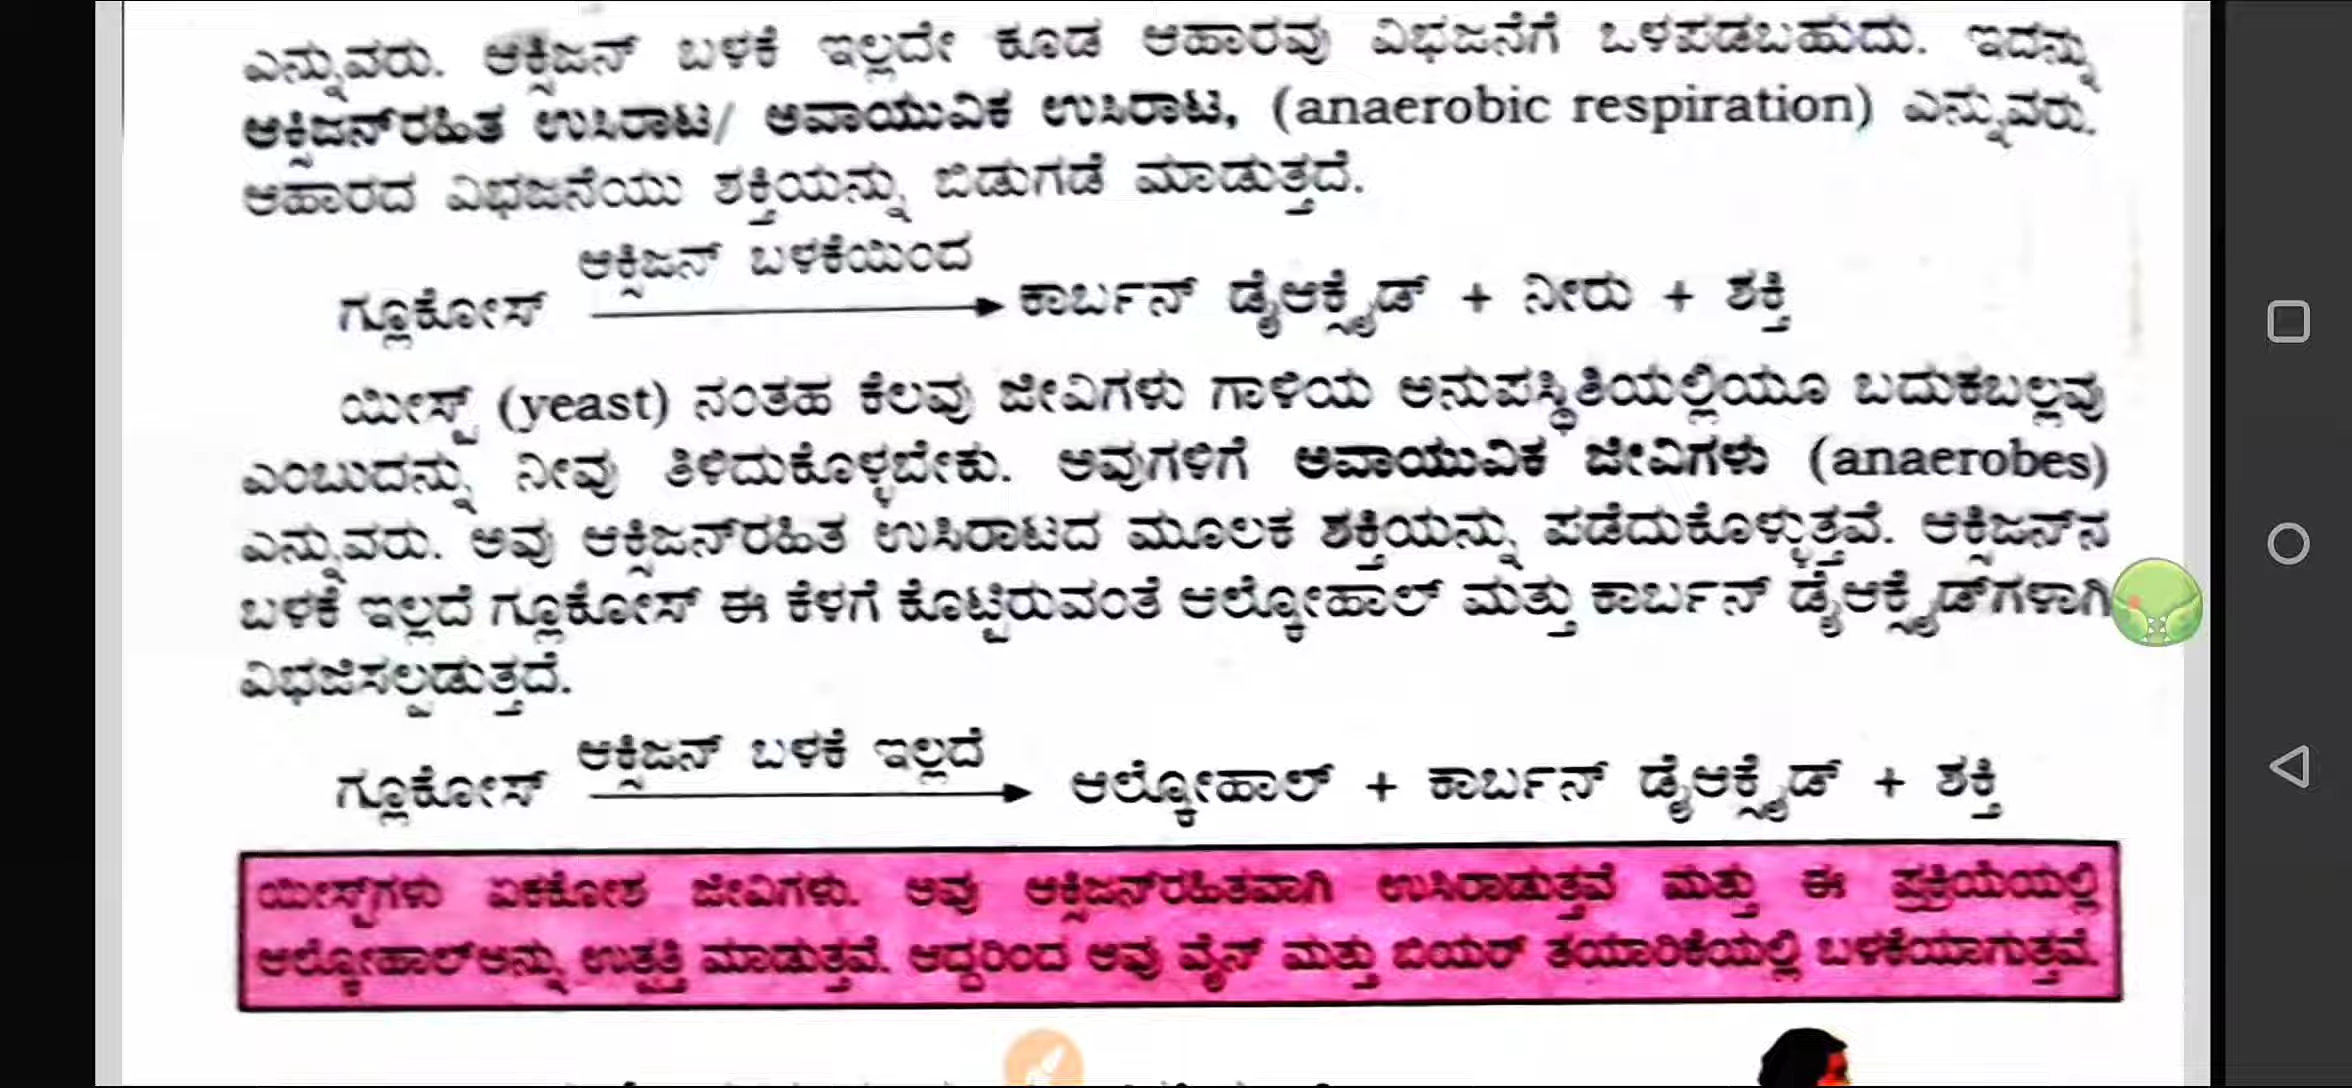 ಎನ್ನುವರು. ಆಕ್ಸಿಜನ್ ಬಳಕೆ ಇಲ್ಲದೇ ಕೂಡ ಆಹಾರವು ವಿಭಜನೆಗೆ ಒಳಪಡಬಹುದು. ಇದನ್ನು
ಆಕ್ಸಿಜನ್‌ರಹಿತ ಉಸಿರಾಟ/ ಅವಾಯುವಿಕ ಉಸಿರಾಟ, (anaerobic respiration) ಎನ್ನುವರು.
ಆಹಾರದ ವಿಭಜನೆಯು ಶಕ್ತಿಯನ್ನು ಬಿಡುಗಡೆ ಮಾಡುತ್ತದೆ.
ಆಕ್ಸಿಜನ್ ಬಳಕೆಯಿಂದ
ಗ್ಲೂಕೋಸ್ ಕಾರ್ಬನ್ ಡೈಆಕ್ಸೈಡ್ + ನೀರು + ಶಕ್ತಿ
ಯೀಸ್ಟ್ (yeast) ನಂತಹ ಕೆಲವು ಜೀವಿಗಳು ಗಾಳಿಯ ಅನುಪಸ್ಥಿತಿಯಲ್ಲಿಯೂ ಬದುಕಬಲ್ಲವು
ಎಂಬುದನ್ನು ನೀವು ತಿಳಿದುಕೊಳ್ಳಬೇಕು. ಅವುಗಳಿಗೆ ಅವಾಯುವಿಕ ಜೀವಿಗಳು (anaerobes)
ಎನ್ನುವರು. ಅವು ಆಕ್ಸಿಜನ್‌ರಹಿತ ಉಸಿರಾಟದ ಮೂಲಕ ಶಕ್ತಿಯನ್ನು ಪಡೆದುಕೊಳ್ಳುತ್ತವೆ. ಆಕ್ಸಿಜನ್‌ನ
ಬಳಕೆ ಇಲ್ಲದೆ ಗ್ಲೂಕೋಸ್ ಈ ಕೆಳಗೆ ಕೊಟ್ಟಿರುವಂತೆ ಆಲ್ಕೋಹಾಲ್ ಮತ್ತು ಕಾರ್ಬನ್ ಡೈಆಕ್ಸೈಡ್‌ಗಳಾಗಿ
ವಿಭಜಿಸಲ್ಪಡುತ್ತದೆ.
ಆಕ್ಸಿಜನ್ ಬಳಕೆ ಇಲ್ಲದೆ
ಗ್ಲೂಕೋಸ್ ಆಲ್ಕೋಹಾಲ್ + ಕಾರ್ಬನ್ ಡೈಆಕ್ಸೈಡ್ + ಶಕ್ತಿ
ಯೀಸ್ಟ್‌ಗಳು ಏಕಕೋಶ ಜೀವಿಗಳು. ಅವು ಆಕ್ಸಿಜನ್‌ರಹಿತವಾಗಿ ಉಸಿರಾಡುತ್ತವೆ ಮತ್ತು ಈ ಪ್ರಕ್ರಿಯೆಯಲ್ಲಿ
ಆಲ್ಕೋಹಾಲ್‌ಅನ್ನು ಉತ್ಪತ್ತಿ ಮಾಡುತ್ತವೆ. ಆದ್ದರಿಂದ ಅವು ವೈನ್ ಮತ್ತು ಬಿಯರ್ ತಯಾರಿಕೆಯಲ್ಲಿ ಬಳಕೆಯಾಗುತ್ತವೆ.